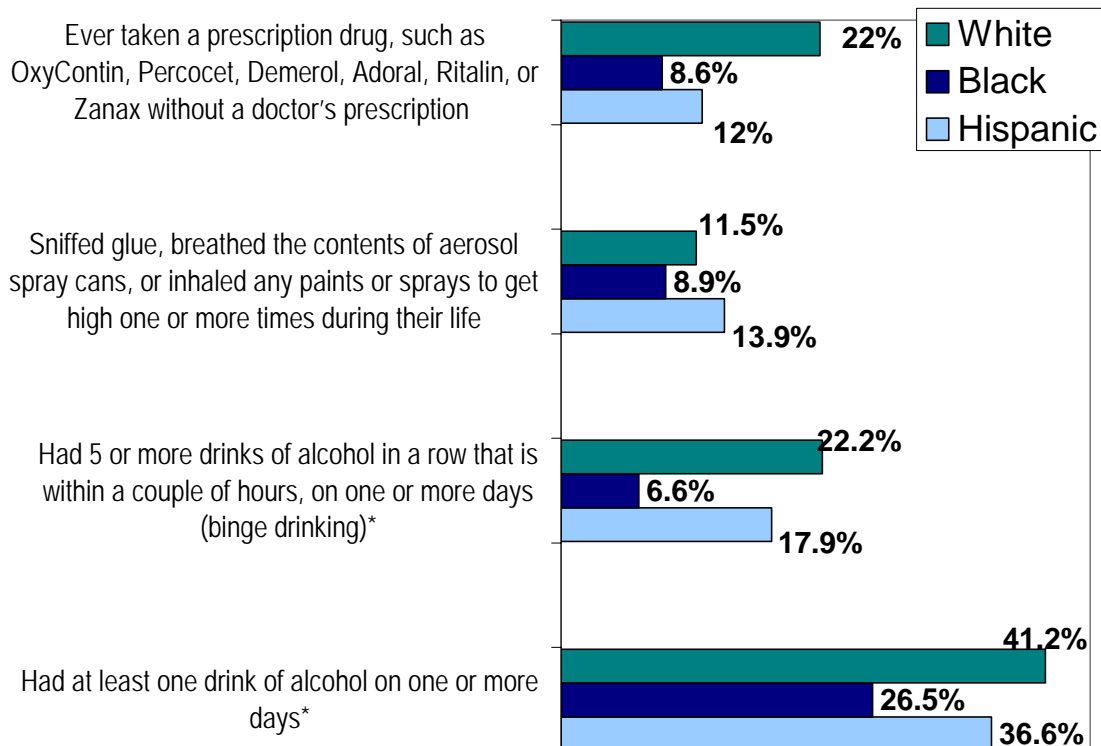 Ever taken a prescription drug, such as
OxyContin, Percocet, Demerol, Adoral, Ritalin, or
Zanax without a doctor's prescription
22%
8.6%
12%
White
Black
Hispanic
Sniffed glue, breathed the contents of aerosol
spray cans, or inhaled any paints or sprays to get
high one or more times during their life
11.5%
8.9%
13.9%
Had 5 or more drinks of alcohol in a row that is
within a couple of hours, on one or more days
(binge drinking)*
22.2%
6.6%
17.9%
Had at least one drink of alcohol on one or more
days*
41.2%
26.5%
36.6%